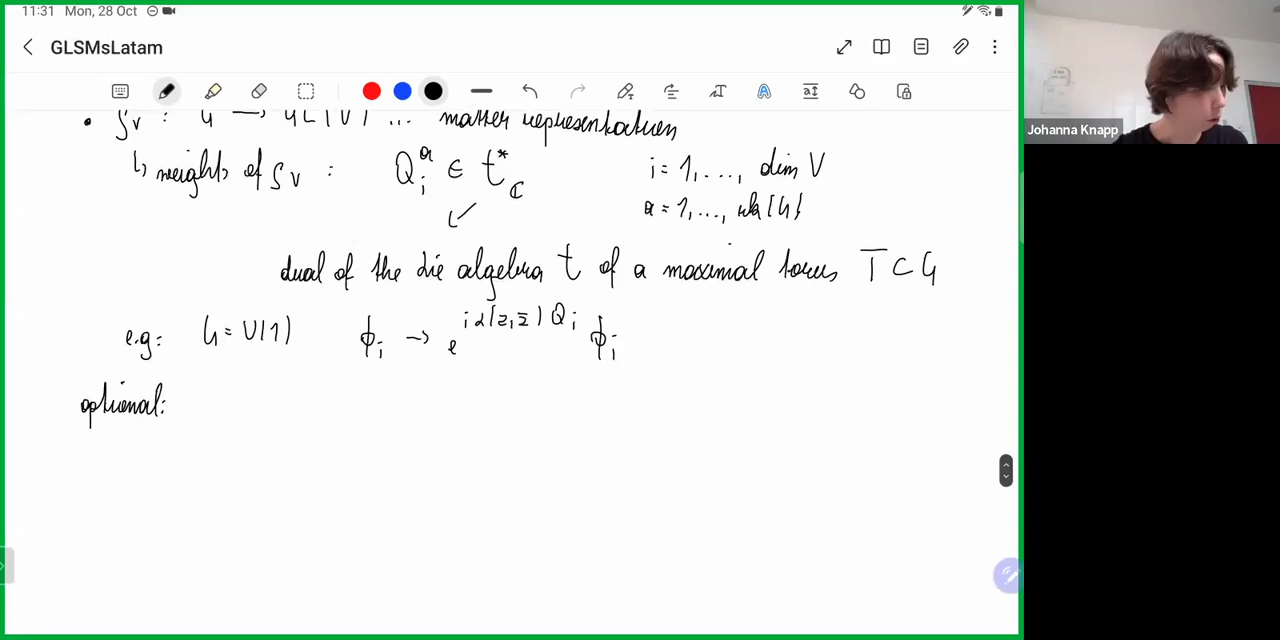 11:31 Mon, 28 Oct
GLSMsLatam
• ρ_V : G → GL(V) ... matter representation
↳ weights of ρ_V : Q_i^a ∈ t_ℂ^* i = 1, ..., dim V
a = 1, ..., rk(G)
dual of the Lie algebra t of a maximal torus T ⊂ G
e.g: G = U(1) ϕ_i → e^{iα(z, z̄) Q_i} ϕ_i
optional:
Johanna Knapp